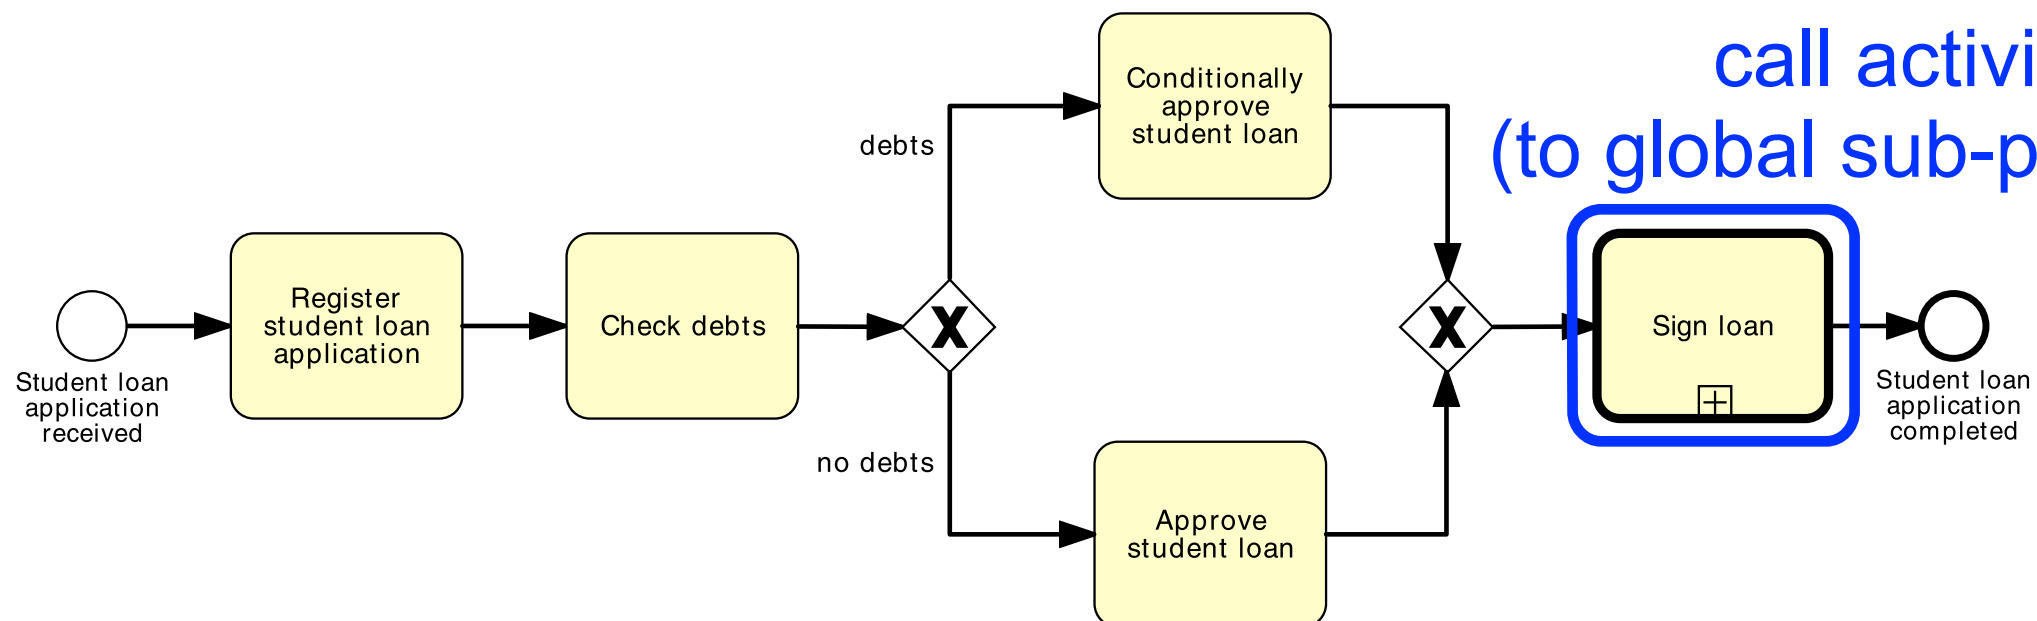 call activi
(to global sub-p
Conditionally
approve
student loan
debts
Register
student loan
application
Check debts
X
X
Sign loan
Student loan
application
received
Student loan
application
completed
no debts
Approve
student loan